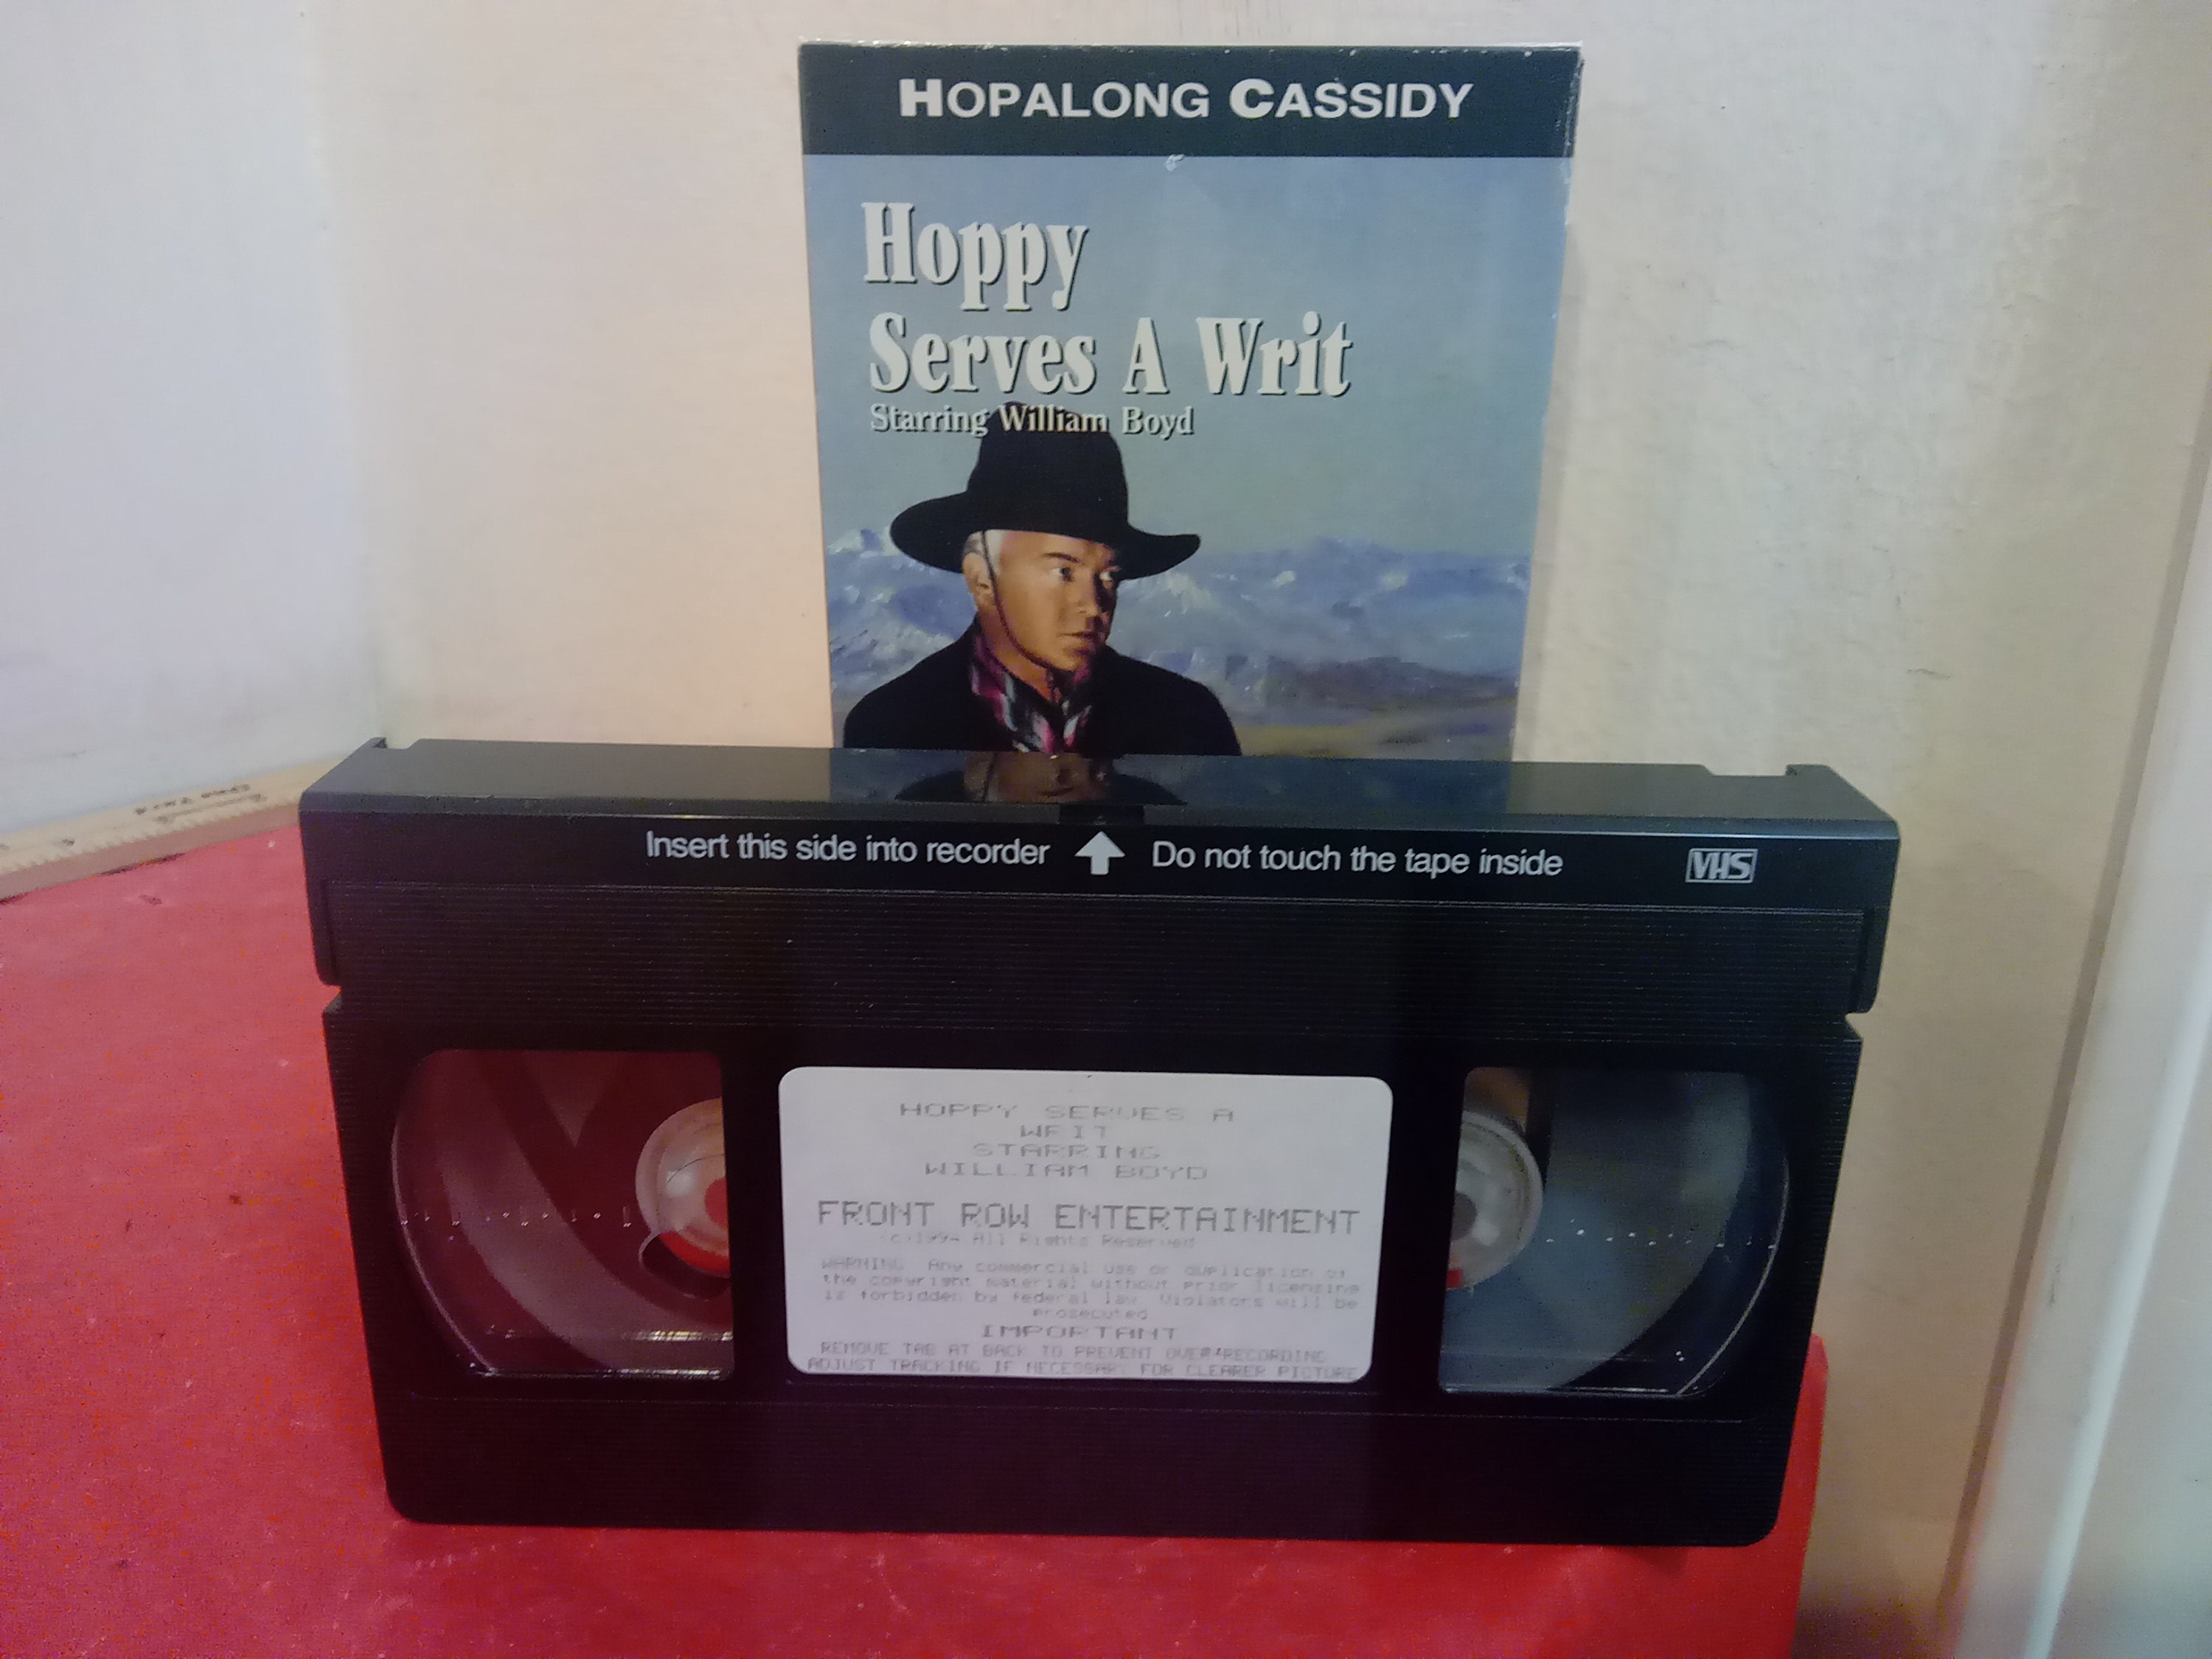 HOPALONG CASSIDY
Hoppy
Serves A Writ
Starring William Boyd
Insert this side into recorder Do not touch the tape inside VHS
HOPPY SERVES A
WRIT
STARRING
WILLIAM BOYD
FRONT ROW ENTERTAINMENT
(c)1994 All Rights Reserved
WARNING Any commercial use or duplication of
the copyright material without prior licensing
is forbidden by federal law Violators will be
prosecuted
IMPORTANT
REMOVE TAB AT BACK TO PREVENT OVER RECORDING
ADJUST TRACKING IF NECESSARY FOR CLEARER PICTURE